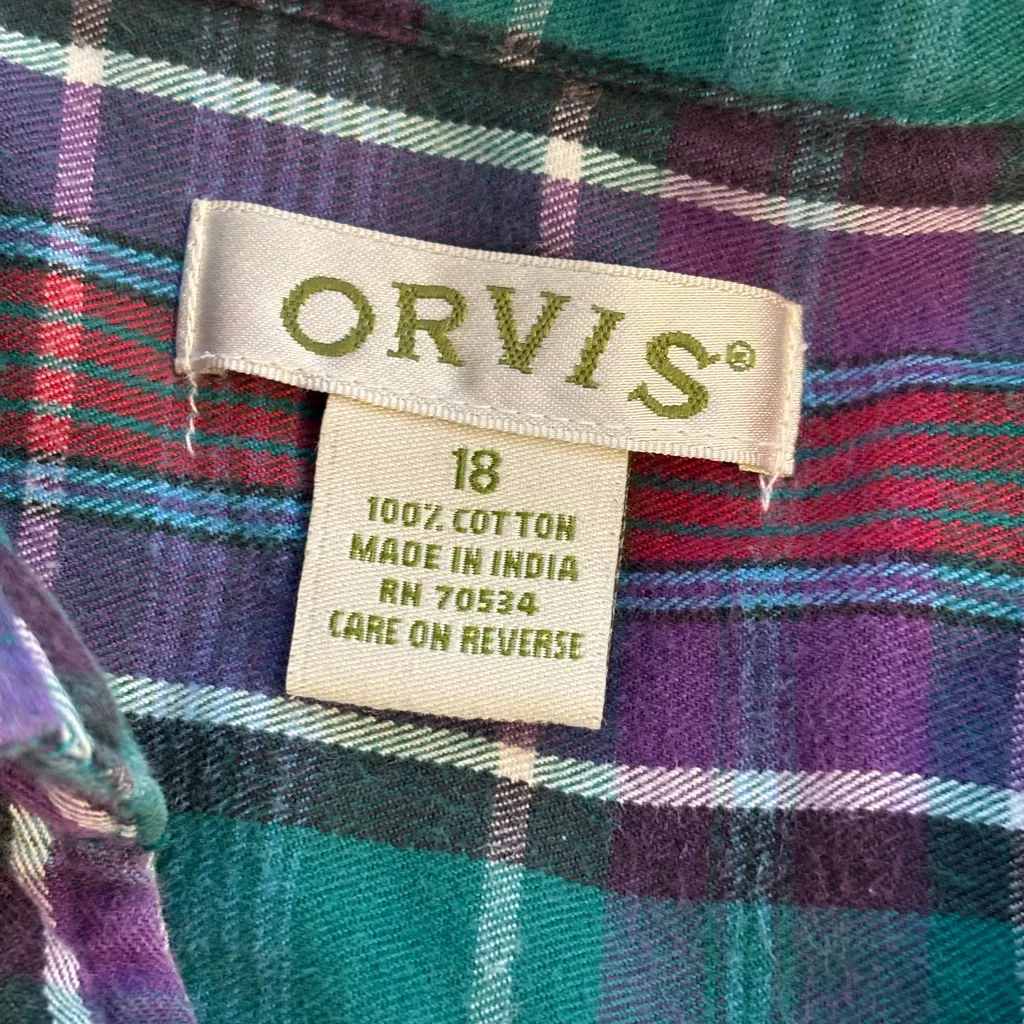 ORVIS®
18
100% COTTON
MADE IN INDIA
RN 70534
CARE ON REVERSE